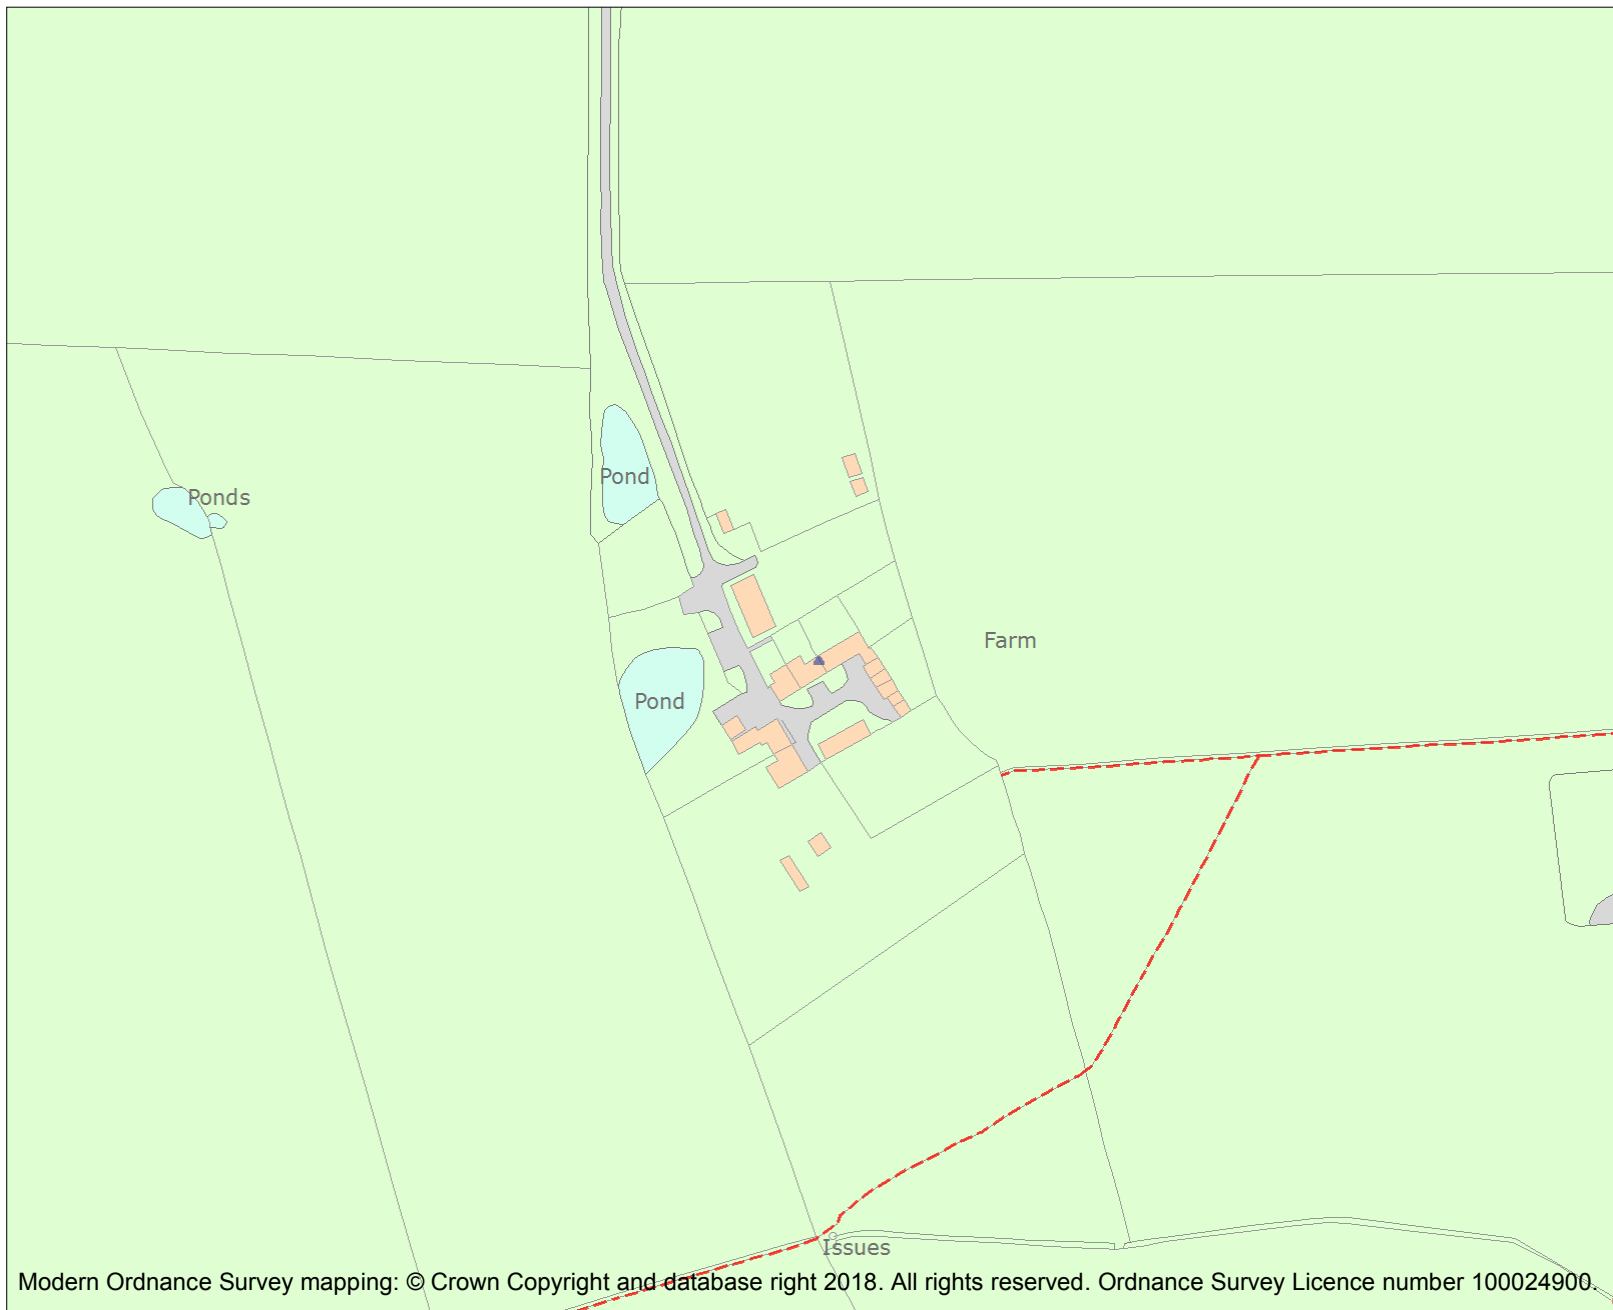 Pond
Ponds
Farm
Pond
Issues
Modern Ordnance Survey mapping: © Crown Copyright and database right 2018. All rights reserved. Ordnance Survey Licence number 100024900.